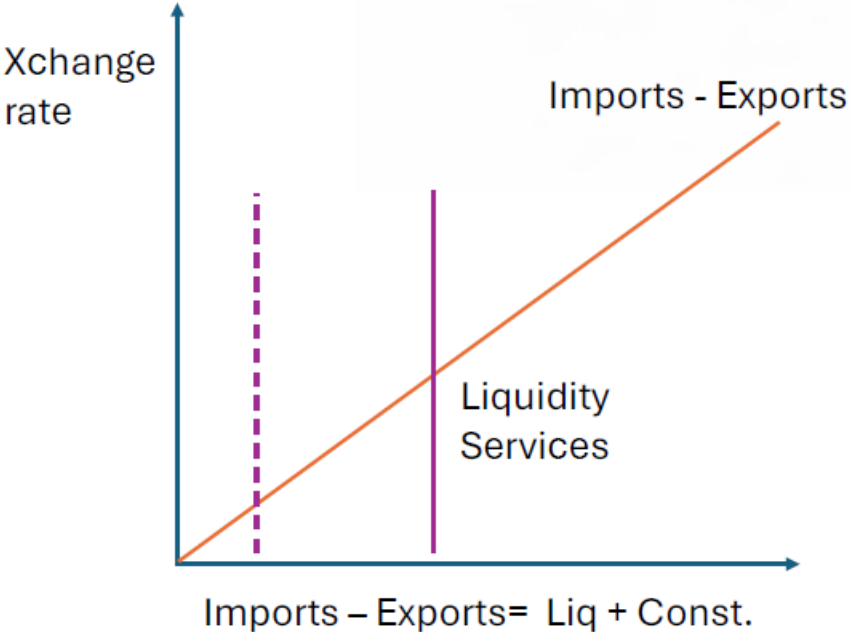 Xchange
rate
Imports - Exports
Liquidity
Services
Imports – Exports= Liq + Const.